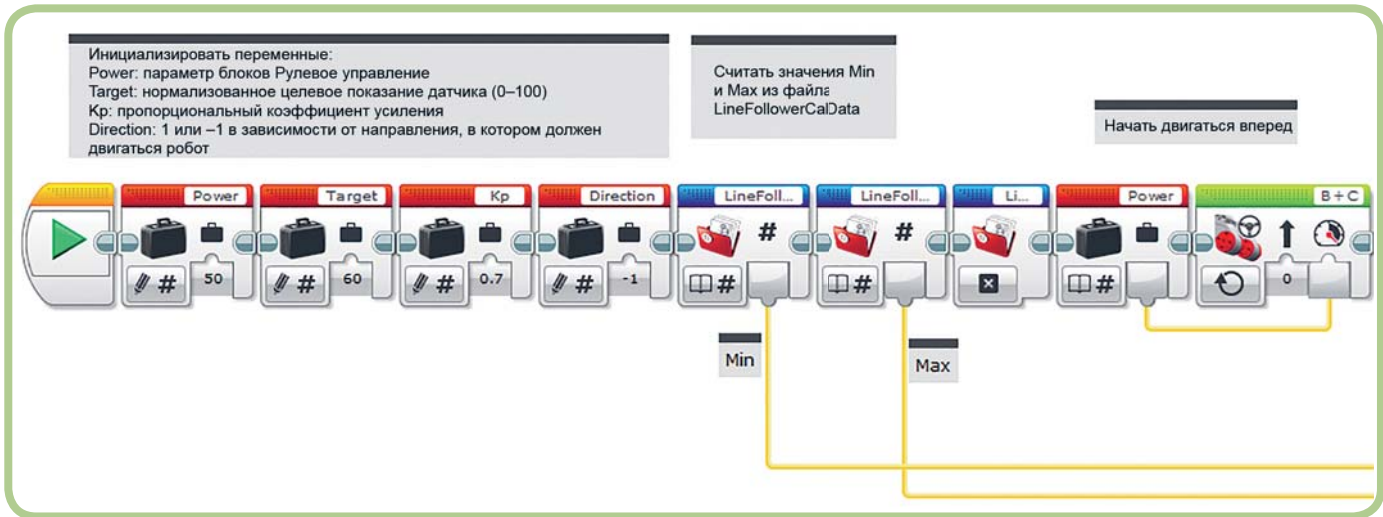 Инициализировать переменные:
Power: параметр блоков Рулевое управление
Target: нормализованное целевое показание датчика (0–100)
Kp: пропорциональный коэффициент усиления
Direction: 1 или –1 в зависимости от направления, в котором должен
двигаться робот
Считать значения Min
и Max из файла
LineFollowerCalData
Начать двигаться вперед
Power Target Kp Direction LineFoll... LineFoll... Li... Power B+C
# #
# 50 # 60 # 0.7 # -1 # # # 0
Min
Max